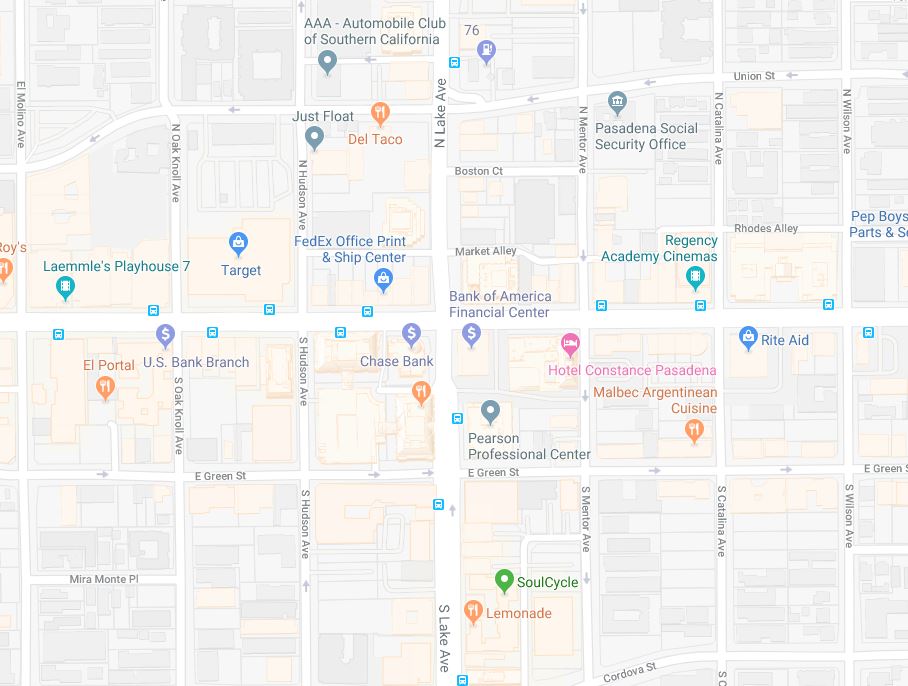 AAA - Automobile Club
of Southern California
76
Union St
El Molino Ave
N Lake Ave
Just Float
Del Taco
N Mentor Ave
Pasadena Social
Security Office
N Catalina Ave
N Wilson Ave
N Oak Knoll Ave
N Hudson Ave
Boston Ct
Roy's
Laemmle's Playhouse 7
Target
FedEx Office Print
& Ship Center
Market Alley
Regency
Academy Cinemas
Rhodes Alley
Pep Boys
Parts & Se
Bank of America
Financial Center
El Portal
U.S. Bank Branch
S Oak Knoll Ave
S Hudson Ave
Chase Bank
Hotel Constance Pasadena
Rite Aid
Malbec Argentinean
Cuisine
Pearson
Professional Center
E Green St
E Green St
E Green S
S Hudson Ave
S Mentor Ave
S Catalina Ave
S Wilson Ave
Mira Monte Pl
SoulCycle
Lemonade
S Lake Ave
Cordova St
S C